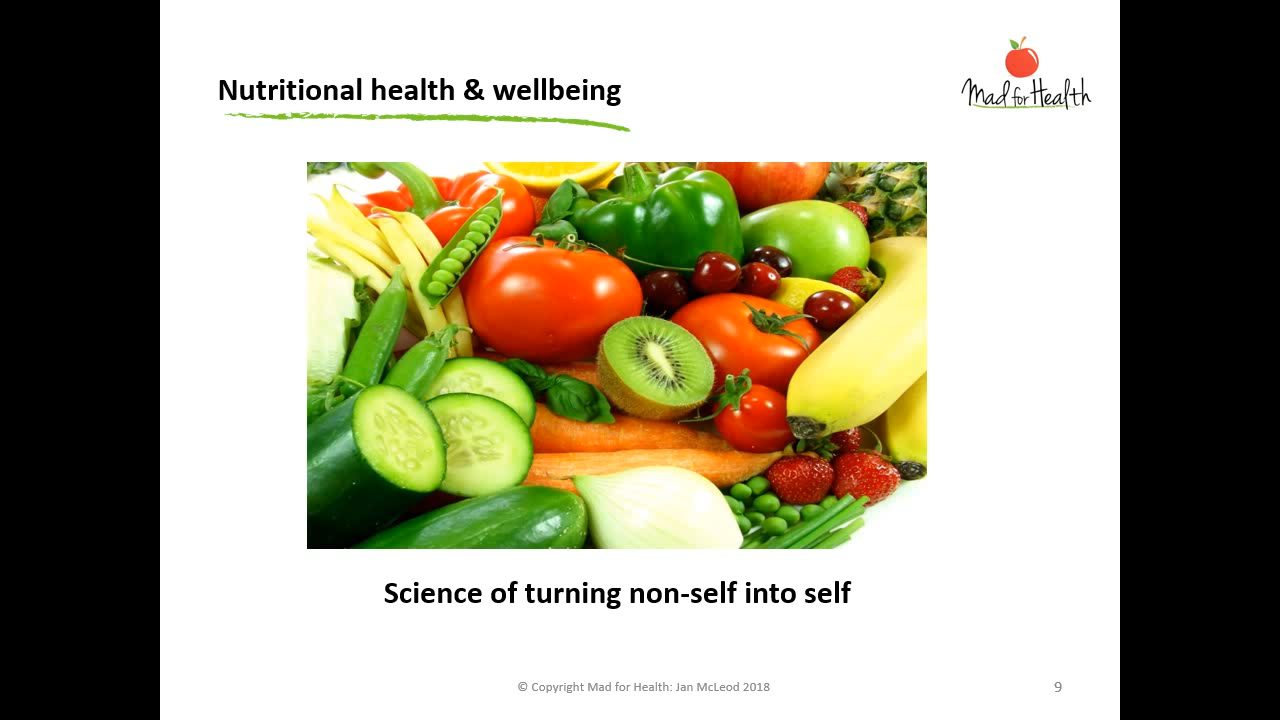 Nutritional health & wellbeing
Mad for Health
Science of turning non-self into self
© Copyright Mad for Health: Jan McLeod 2018
9